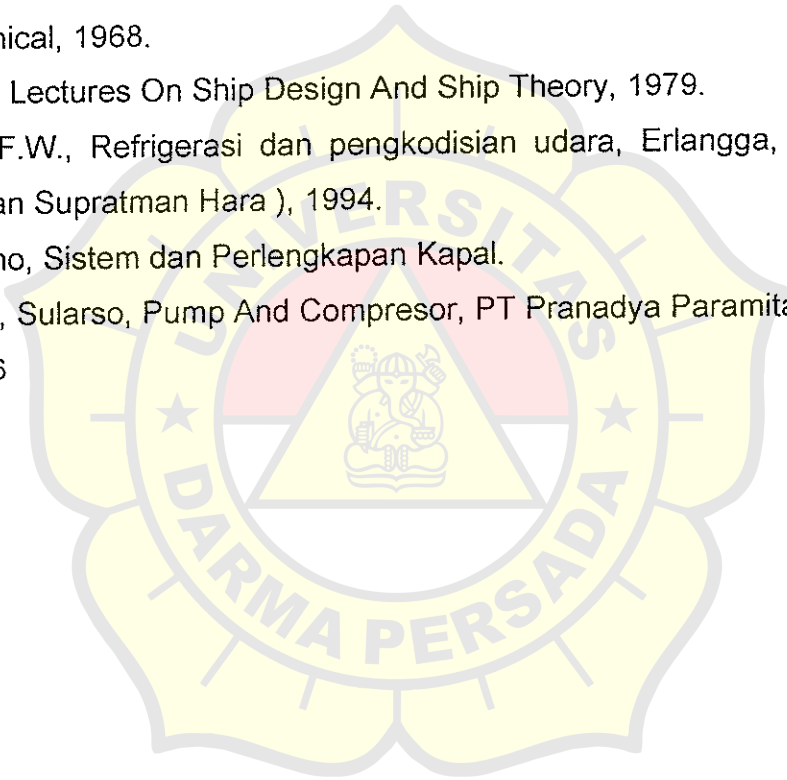 nical, 1968.
Lectures On Ship Design And Ship Theory, 1979.
F.W., Refrigerasi dan pengkodisian udara, Erlangga,
an Supratman Hara ), 1994.
no, Sistem dan Perlengkapan Kapal.
, Sularso, Pump And Compresor, PT Pranadya Paramita
6
UNIVERSITAS
DARMA PERSADA